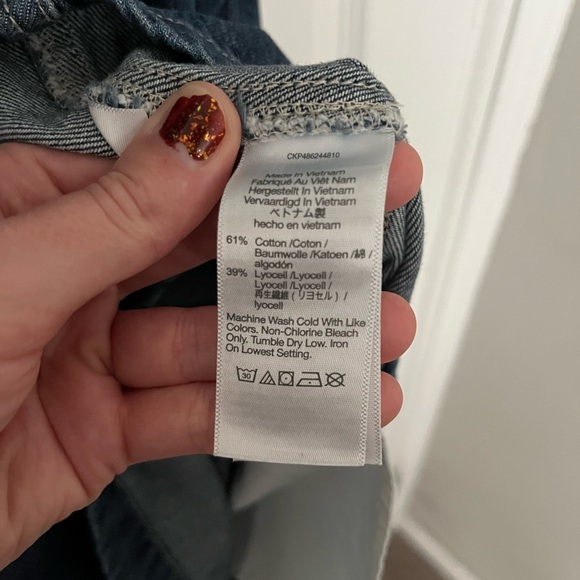 CKP486244810
Made In Vietnam
Fabriqué Au Việt Nam
Hergestellt In Vietnam
Vervaardigd In Vietnam
ベトナム製
hecho en vietnam
61% Cotton /Coton /
Baumwolle /Katoen /綿 /
algodón
39% Lyocell /Lyocell /
Lyocell /Lyocell /
再生繊維 (リヨセル) /
lyocell
Machine Wash Cold With Like
Colors. Non-Chlorine Bleach
Only. Tumble Dry Low. Iron
On Lowest Setting.
30